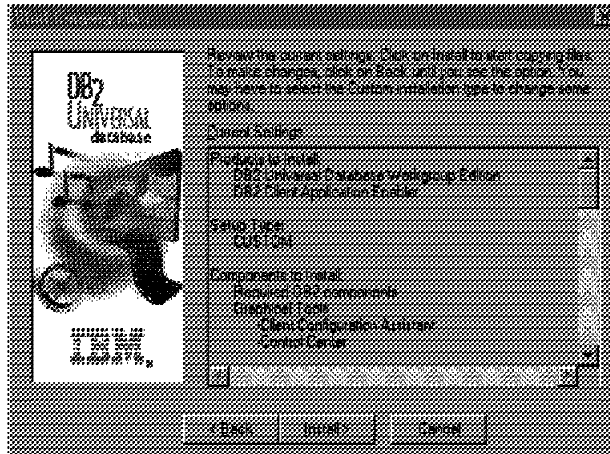 DB2
UNIVERSAL
database
IBM.
Review the current settings. Click on Install to start copying files.
To make changes, click on Back until you see the option. You
may have to select the Custom installation type to change some
options.
Current Settings:
Products to Install:
DB2 Universal Database Workgroup Edition
DB2 Client Application Enabler
Setup Type:
CUSTOM
Components to Install:
Required DB2 components
Graphical Tools
-Client Configuration Assistant
-Control Center
< Back
Install >
Cancel